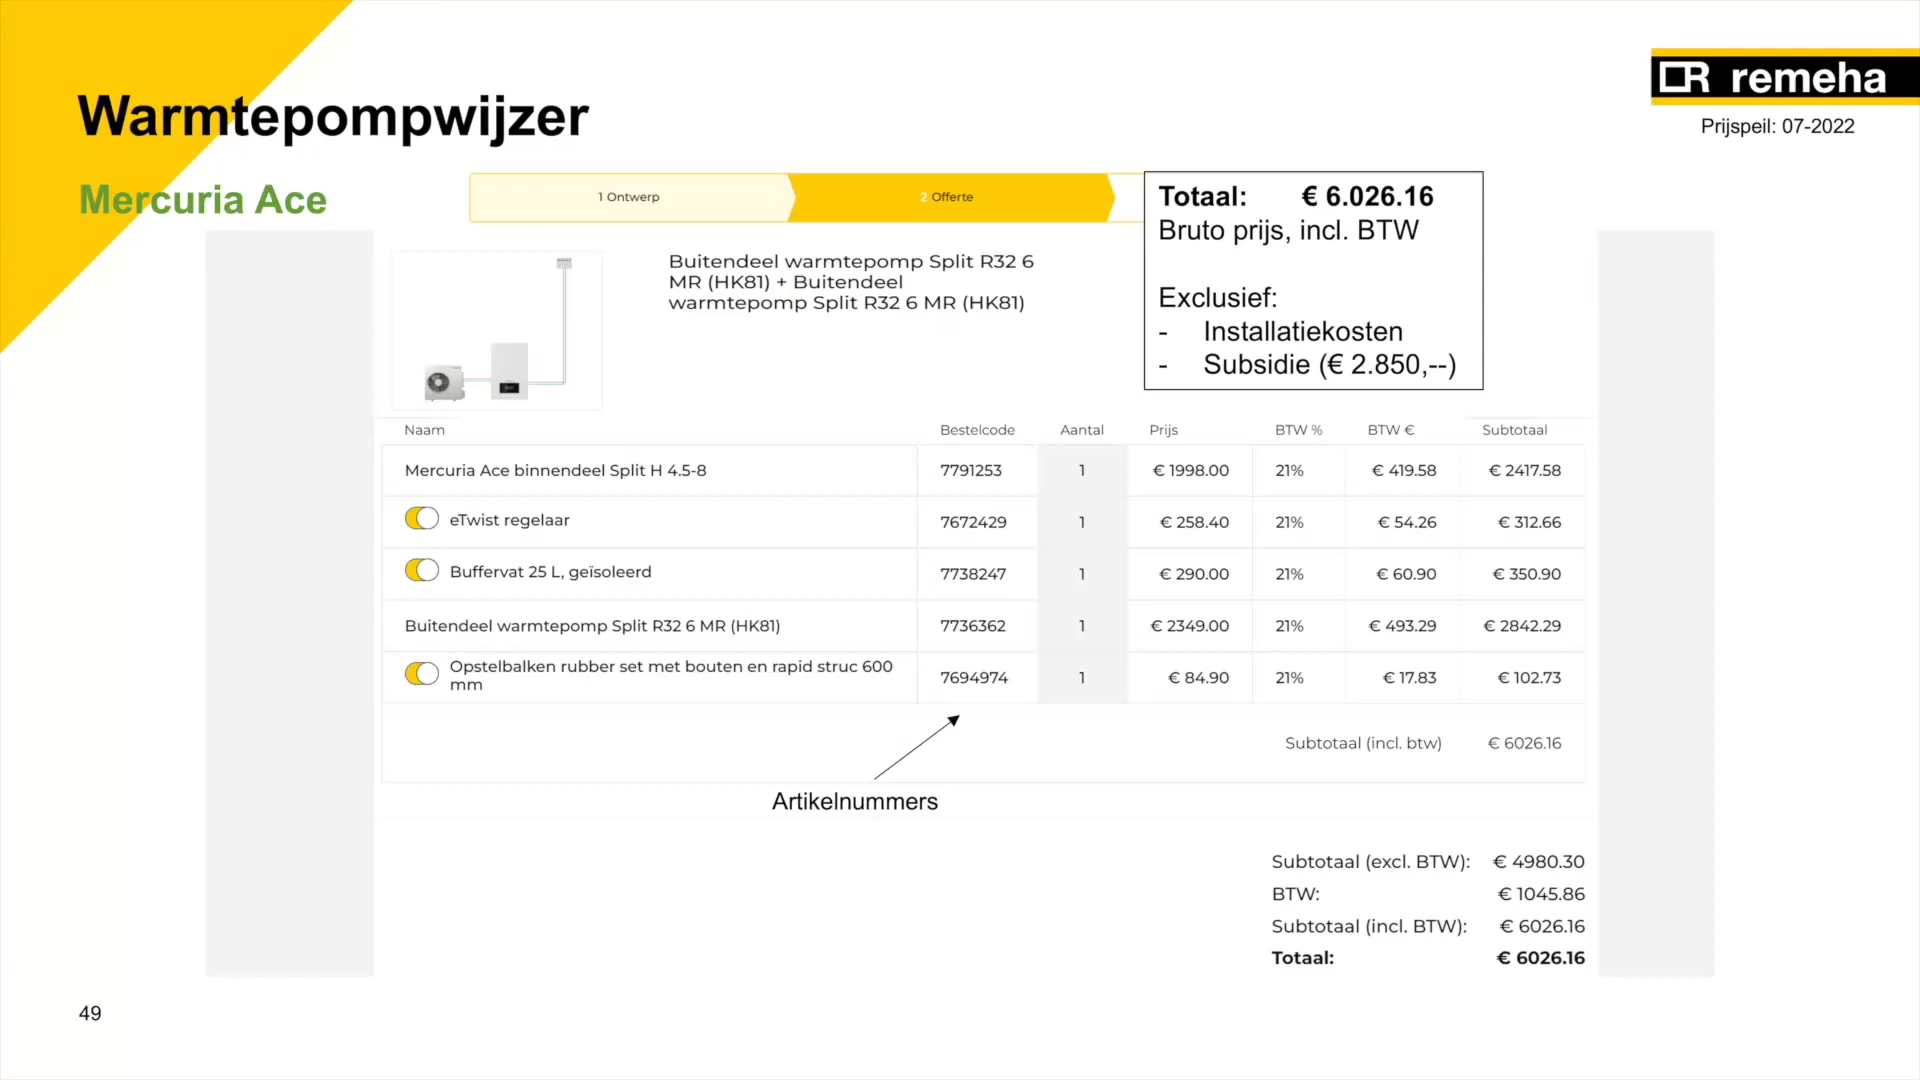 remeha
Prijspeil: 07-2022
Warmtepompwijzer
Mercuria Ace
1 Ontwerp
2 Offerte
Totaal: € 6.026.16
Bruto prijs, incl. BTW
Exclusief:
- Installatiekosten
- Subsidie (€ 2.850,--)
Buitendeel warmtepomp Split R32 6
MR (HK81) + Buitendeel
warmtepomp Split R32 6 MR (HK81)
Naam Bestelcode Aantal Prijs BTW % BTW € Subtotaal
Mercuria Ace binnendeel Split H 4.5-8 7791253 1 € 1998.00 21% € 419.58 € 2417.58
eTwist regelaar 7672429 1 € 258.40 21% € 54.26 € 312.66
Buffervat 25 L, geïsoleerd 7738247 1 € 290.00 21% € 60.90 € 350.90
Buitendeel warmtepomp Split R32 6 MR (HK81) 7736362 1 € 2349.00 21% € 493.29 € 2842.29
Opstelbalken rubber set met bouten en rapid struc 600
mm 7694974 1 € 84.90 21% € 17.83 € 102.73
Subtotaal (incl. btw) € 6026.16
Artikelnummers
Subtotaal (excl. BTW): € 4980.30
BTW: € 1045.86
Subtotaal (incl. BTW): € 6026.16
Totaal: € 6026.16
49